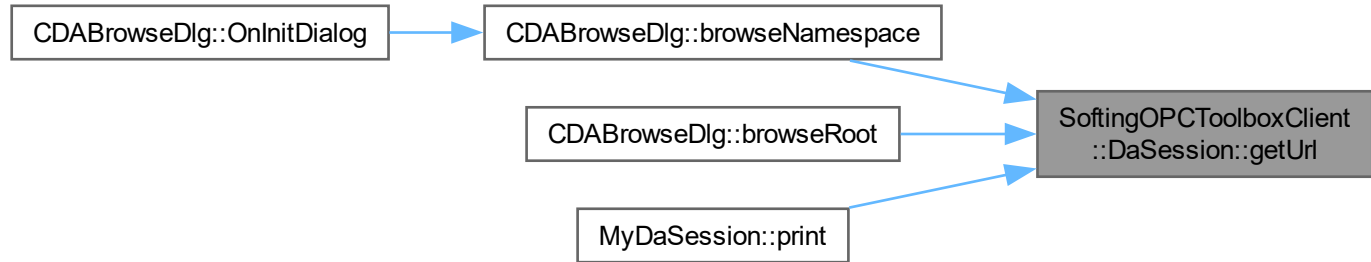 CDABrowseDlg::OnInitDialog
CDABrowseDlg::browseNamespace
CDABrowseDlg::browseRoot
MyDaSession::print
SoftingOPCToolboxClient
::DaSession::getUrl